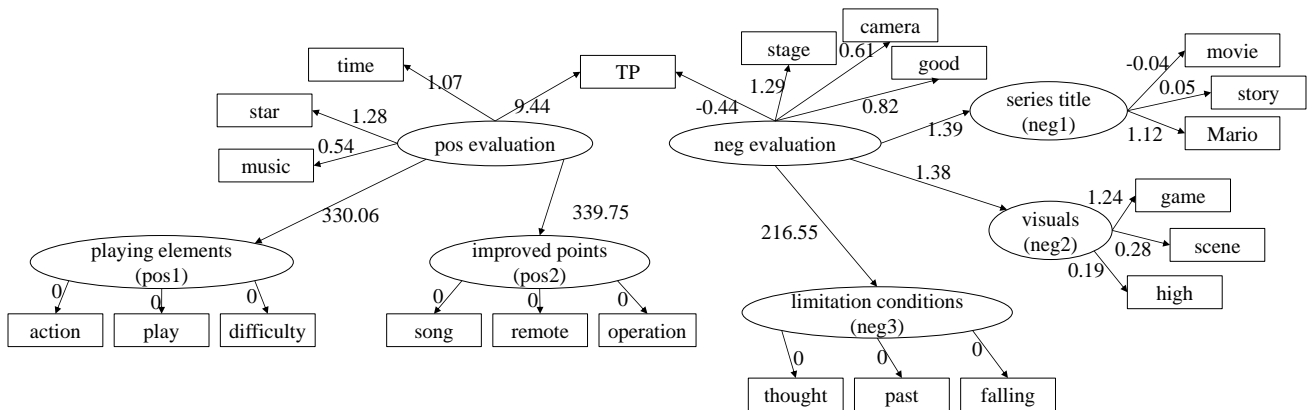 camera
stage
0.61
movie
time
TP
good
-0.04
1.07
1.29
0.05
story
star
1.28
9.44
-0.44
0.82
series title
(neg1)
1.12
Mario
0.54
pos evaluation
neg evaluation
1.39
music
1.38
game
1.24
330.06
339.75
216.55
visuals
(neg2)
0.28
scene
playing elements
(pos1)
improved points
(pos2)
0.19
high
0
0
0
0
0
0
limitation conditions
(neg3)
action
play
difficulty
song
remote
operation
0
0
0
thought
past
falling